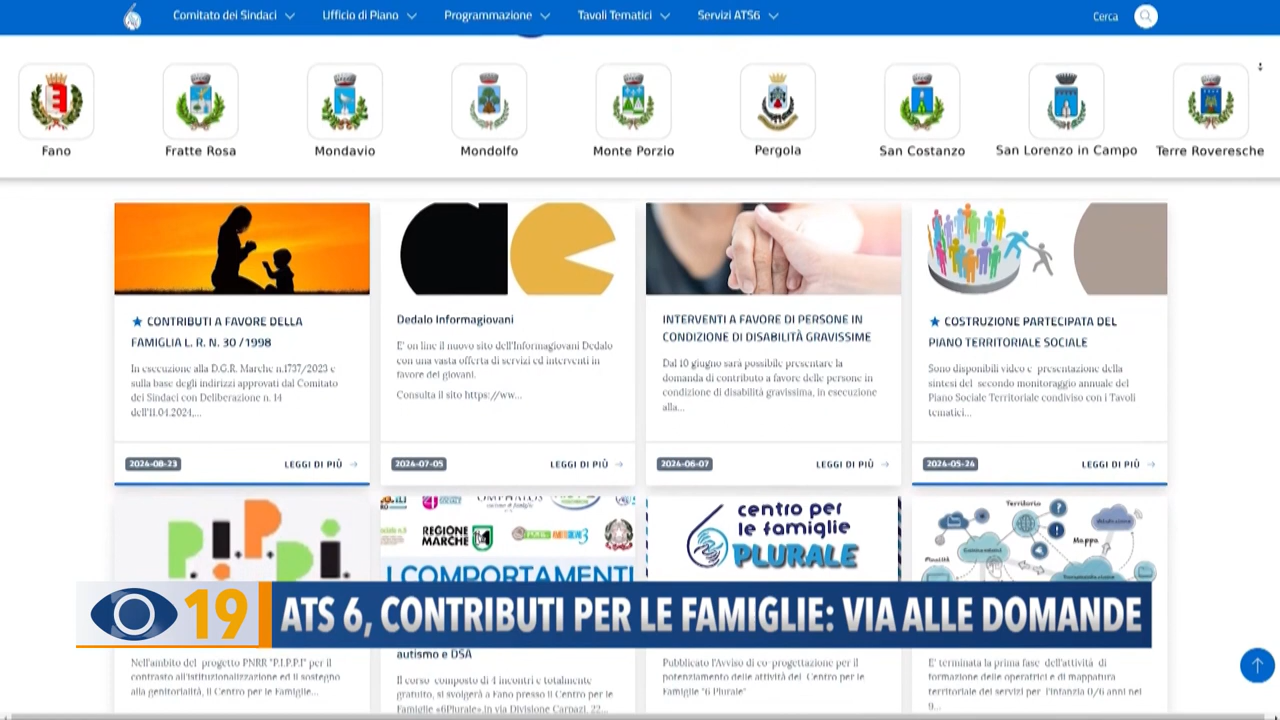 Comitato dei Sindaci
Ufficio di Piano
Programmazione
Tavoli Tematici
Servizi ATS6
Cerca
Fano
Fratte Rosa
Mondavio
Mondolfo
Monte Porzio
Pergola
San Costanzo
San Lorenzo in Campo
Terre Roveresche
CONTRIBUTI A FAVORE DELLA
FAMIGLIA L. R. N. 30 /1998
In esecuzione alla D.G.R. Marche n.1737/2023 e
sulla base degli indirizzi approvati dal Comitato
dei Sindaci con Deliberazione n. 14
dell'11.04.2024,...
2024-08-23
LEGGI DI PIÙ
Dedalo Informagiovani
E' on line il nuovo sito dell'Informagiovani Dedalo
con una vasta offerta di servizi ed interventi in
favore dei giovani.
Consulta il sito https://ww...
2024-07-05
LEGGI DI PIÙ
INTERVENTI A FAVORE DI PERSONE IN
CONDIZIONE DI DISABILITÀ GRAVISSIME
Dal 10 giugno sarà possibile presentare la
domanda di contributo a favore delle persone in
condizione di disabilità gravissima, in esecuzione
alla...
2024-06-07
LEGGI DI PIÙ
COSTRUZIONE PARTECIPATA DEL
PIANO TERRITORIALE SOCIALE
Sono disponibili video e presentazione della
sintesi del secondo monitoraggio annuale del
Piano Sociale Territoriale condiviso con i Tavoli
tematici...
2024-05-24
LEGGI DI PIÙ
P.I.P.P.I.
REGIONE
MARCHE
I COMPORTAMENTI
centro per
le famiglie
PLURALE
Territorio
Mappa
19
ATS 6, CONTRIBUTI PER LE FAMIGLIE: VIA ALLE DOMANDE
Nell'ambito del progetto PNRR "P.I.P.P.I" per il
contrasto all'istituzionalizzazione ed il sostegno
alla genitorialità, il Centro per le Famiglie...
autismo e DSA
Il corso composto di 4 incontri e totalmente
gratuito, si svolgerà a Fano presso il Centro per le
Famiglie «6Plurale»,in via Divisione Carpazi, 22...
Pubblicato l'Avviso di co-progettazione per il
potenziamento delle attività del Centro per le
Famiglie "6 Plurale"
E' terminata la prima fase dell'attività di
formazione delle operatrici e di mappatura
territoriale dei servizi per l'infanzia 0/6 anni nel
9...